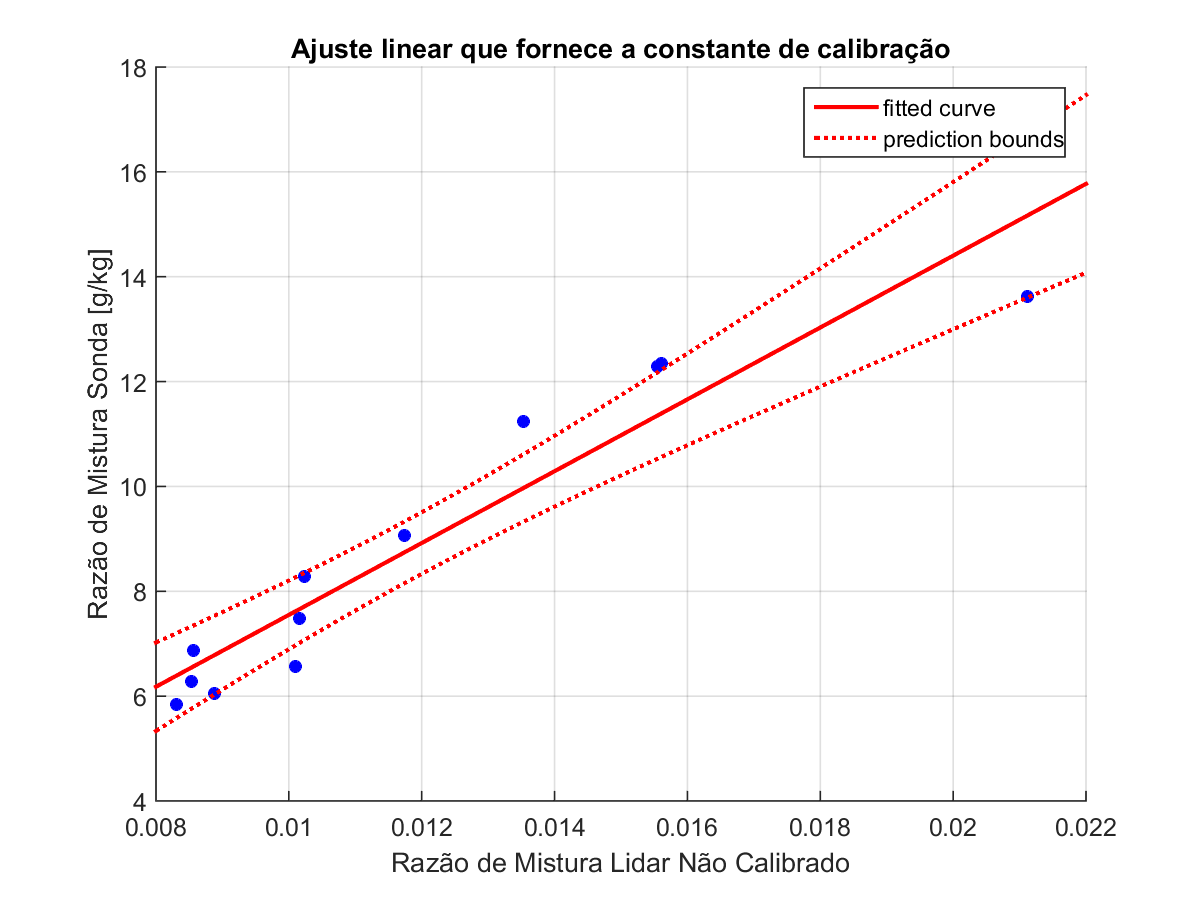 Ajuste linear que fornece a constante de calibração
18
16
14
12
10
8
6
4
Razão de Mistura Sonda [g/kg]
fitted curve
prediction bounds
0.008 0.01 0.012 0.014 0.016 0.018 0.02 0.022
Razão de Mistura Lidar Não Calibrado